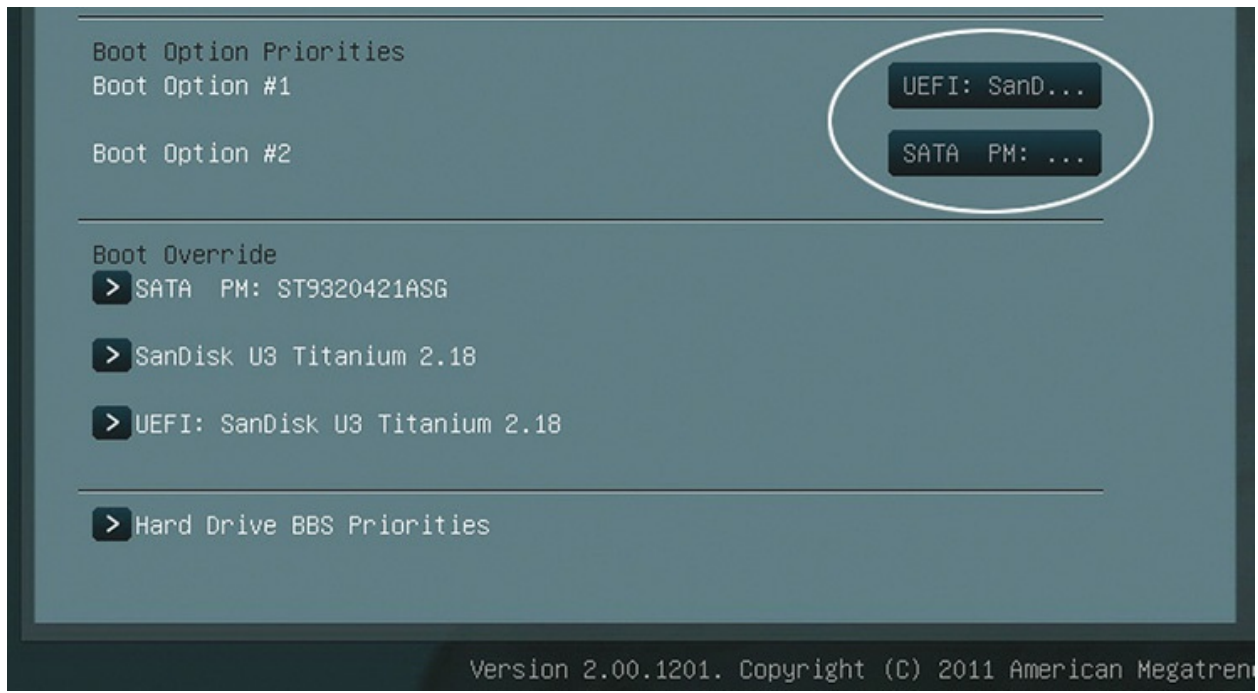 Boot Option Priorities
Boot Option #1 UEFI: SanD...
Boot Option #2 SATA PM: ...
Boot Override
> SATA PM: ST9320421ASG
> SanDisk U3 Titanium 2.18
> UEFI: SanDisk U3 Titanium 2.18
> Hard Drive BBS Priorities
Version 2.00.1201. Copyright (C) 2011 American Megatren